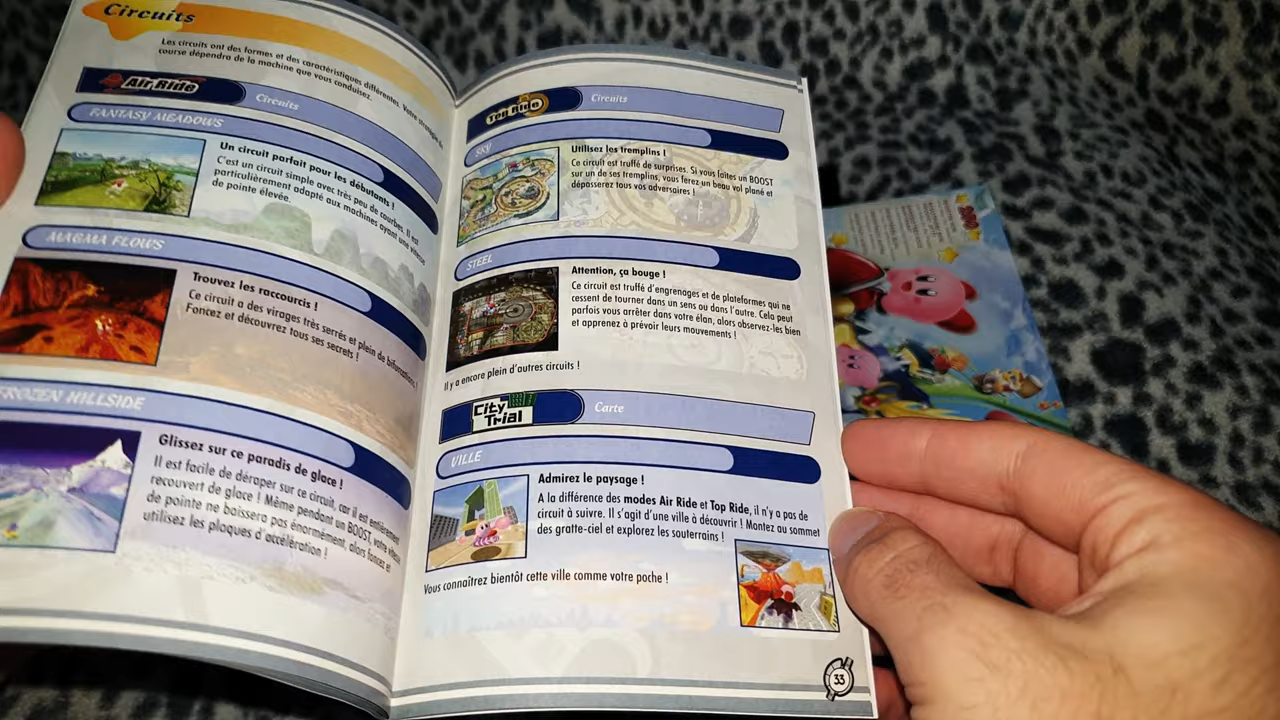 Circuits
Les circuits ont des formes et des caractéristiques différentes. Votre stratégie de
course dépendra de la machine que vous conduisez.
Air Ride
Circuits
FANTASY MEADOWS
Un circuit parfait pour les débutants !
C'est un circuit simple avec très peu de courbes. Il est
particulièrement adapté aux machines ayant une vitesse
de pointe élevée.
MAGMA FLOWS
Trouvez les raccourcis !
Ce circuit a des virages très serrés et plein de bifurcations !
Foncez et découvrez tous ses secrets !
FROZEN HILLSIDE
Glissez sur ce paradis de glace !
Il est facile de déraper sur ce circuit, car il est entièrement
recouvert de glace ! Même pendant un BOOST, votre vitesse
de pointe ne baissera pas énormément, alors foncez et
utilisez les plaques d'accélération !
Top Ride
Circuits
SKY
Utilisez les tremplins !
Ce circuit est truffé de surprises. Si vous faites un BOOST
sur un de ses tremplins, vous ferez un beau vol plané et
dépasserez tous vos adversaires !
STEEL
Attention, ça bouge !
Ce circuit est truffé d'engrenages et de plateformes qui ne
cessent de tourner dans un sens ou dans l'autre. Cela peut
parfois vous arrêter dans votre élan, alors observez-les bien
et apprenez à prévoir leurs mouvements !
Il y a encore plein d'autres circuits !
City Trial
Carte
VILLE
Admirez le paysage !
A la différence des modes Air Ride et Top Ride, il n'y a pas de
circuit à suivre. Il s'agit d'une ville à découvrir ! Montez au sommet
des gratte-ciel et explorez les souterrains !
Vous connaîtrez bientôt cette ville comme votre poche !
33